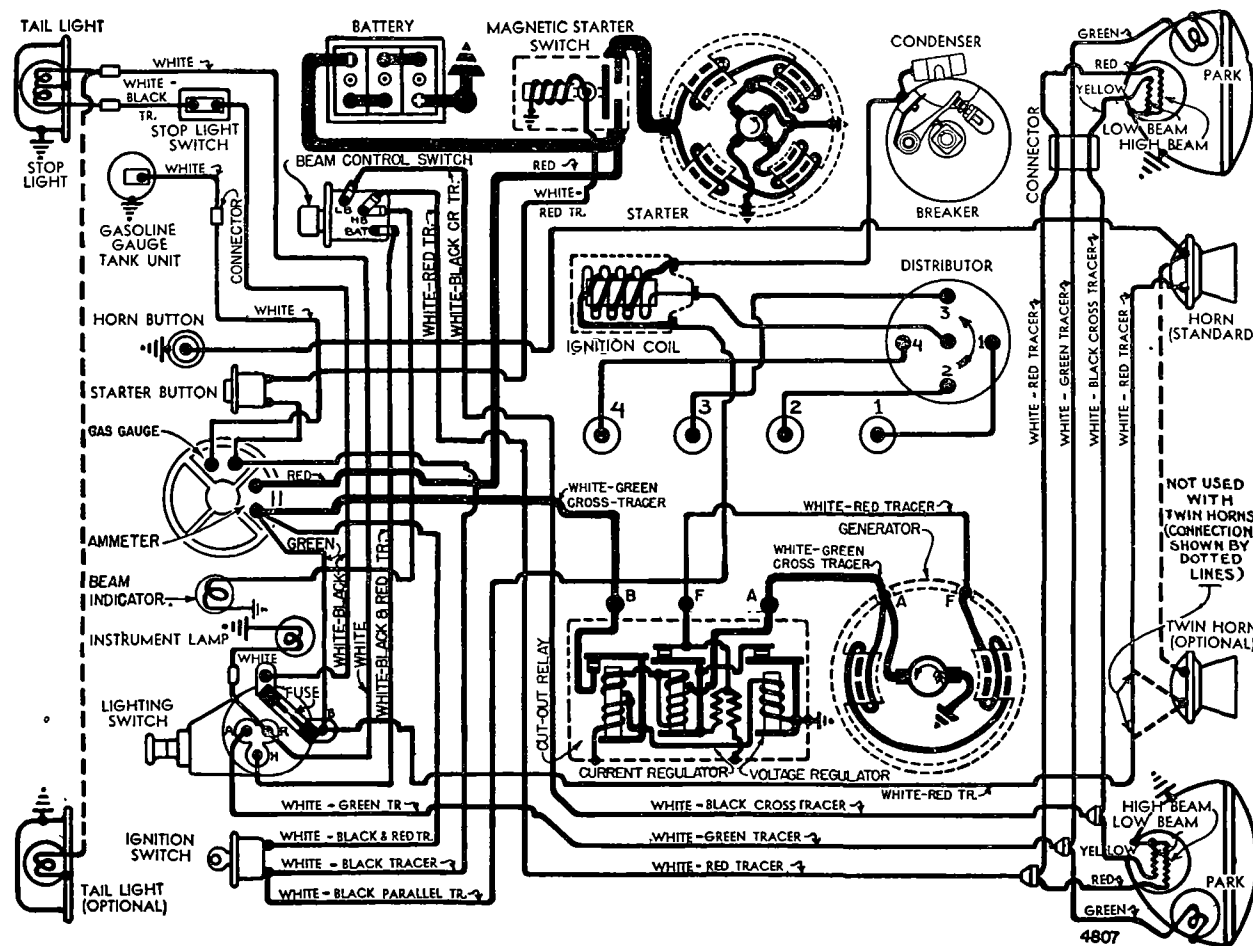 TAIL LIGHT
BATTERY
MAGNETIC STARTER
SWITCH
CONDENSER
GREEN
PARK
WHITE
WHITE -
BLACK
TR.
STOP LIGHT
SWITCH
STOP
LIGHT
WHITE
RED
YELLOW
LOW BEAM
HIGH BEAM
CONNECTOR
BEAM CONTROL SWITCH
RED
WHITE-
RED TR.
STARTER
BREAKER
LB
HB
BAT
GASOLINE
GAUGE
TANK UNIT
CONNECTOR
WHITE-RED TR.
WHITE-BLACK CR TR.
DISTRIBUTOR
3
4
1
2
HORN
(STANDARD
HORN BUTTON
WHITE
IGNITION COIL
STARTER BUTTON
4
3
2
1
WHITE-RED TRACER
WHITE-GREEN TRACER
WHITE-BLACK CROSS TRACER
WHITE-RED TRACER
GAS GAUGE
RED
WHITE-GREEN
CROSS-TRACER
WHITE-RED TRACER
GENERATOR
NOT USED
WITH
TWIN HORNS
(CONNECTION
SHOWN BY
DOTTED
LINES)
AMMETER
GREEN
WHITE-GREEN
CROSS TRACER
BEAM
INDICATOR
B
F
A
A
F
INSTRUMENT LAMP
WHITE-BLACK
WHITE
WHITE-BLACK & RED TR.
TWIN HORN
(OPTIONAL)
WHITE
FUSE
LIGHTING
SWITCH
A
R
B
H
CUT-OUT RELAY
CURRENT REGULATOR
VOLTAGE REGULATOR
WHITE-RED TR.
WHITE-GREEN TR.
WHITE-BLACK CROSS TRACER
HIGH BEAM
LOW BEAM
IGNITION
SWITCH
WHITE-BLACK & RED TR.
WHITE-GREEN TRACER
YELLOW
WHITE-BLACK TRACER
WHITE-RED TRACER
RED
PARK
TAIL LIGHT
(OPTIONAL)
WHITE-BLACK PARALLEL TR.
GREEN
4807